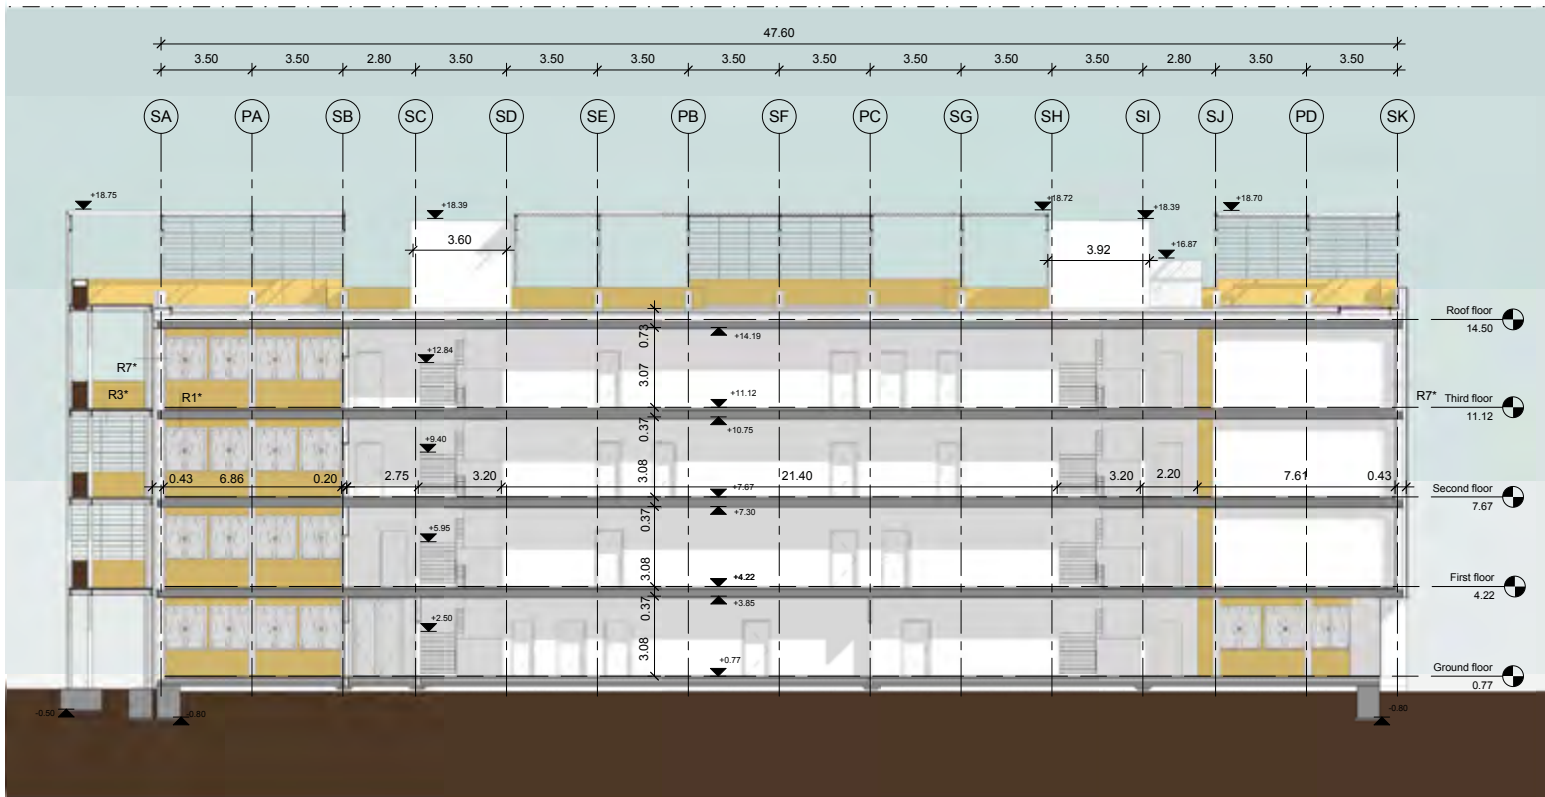 47.60
3.50 3.50 2.80 3.50 3.50 3.50 3.50 3.50 3.50 3.50 3.50 2.80 3.50 3.50
SA PA SB SC SD SE PB SF PC SG SH SI SJ PD SK
+18.75 +18.39 +18.72 +18.39 +18.70
3.60 3.92 +16.87
Roof floor
14.50
0.73 +14.19
+12.84
R7* 3.07
R3* R1* +11.12 R7* Third floor
11.12
0.37 +10.75
+9.40
3.08
0.43 6.86 0.20 2.75 3.20 21.40 3.20 2.20 7.61 0.43
+7.67 Second floor
7.67
0.37 +7.30
+5.95
3.08 +4.22 First floor
4.22
0.37 +3.85
+2.50
3.08 +0.77 Ground floor
0.77
-0.50 -0.80 -0.80